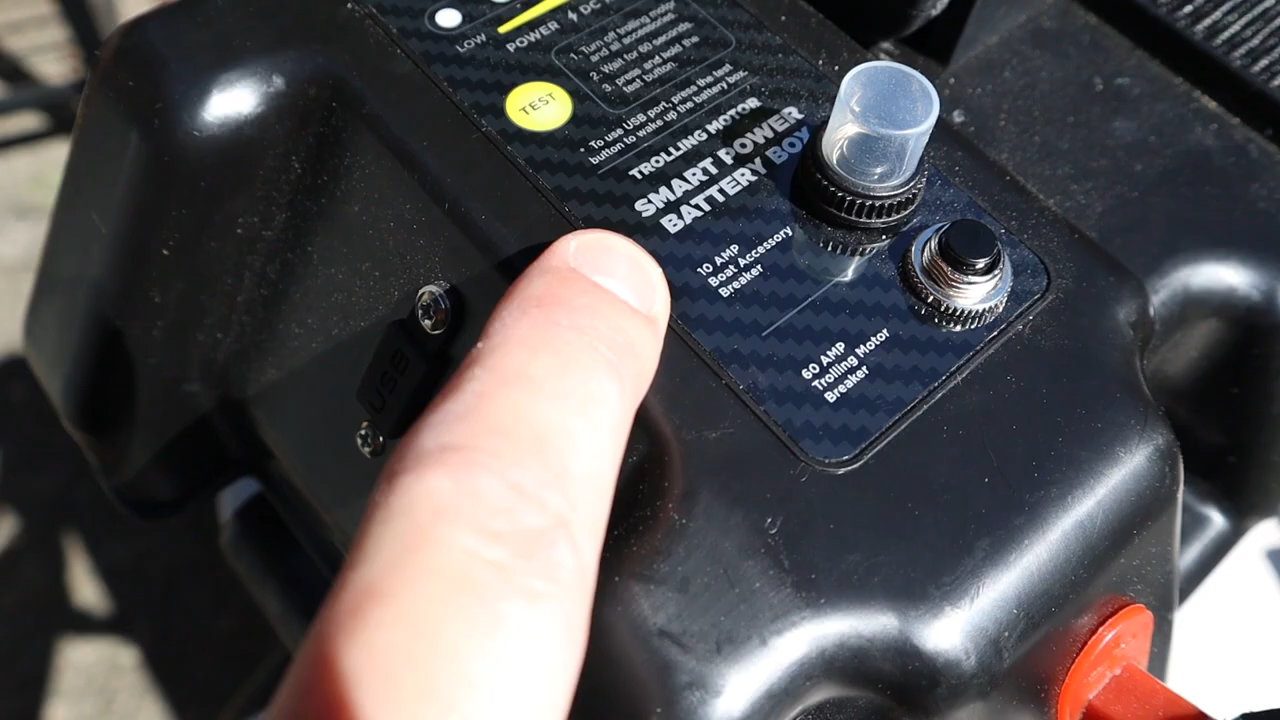 LOW
POWER
DC
TEST
1. Turn off trolling motor
and all accessories
2. Wait for 60 seconds.
3. press and hold the
test button.
* To use USB port, press the test
button to wake up the battery box.
TROLLING MOTOR
SMART POWER
BATTERY BOX
10 AMP
Boat Accessory
Breaker
60 AMP
Trolling Motor
Breaker
USB